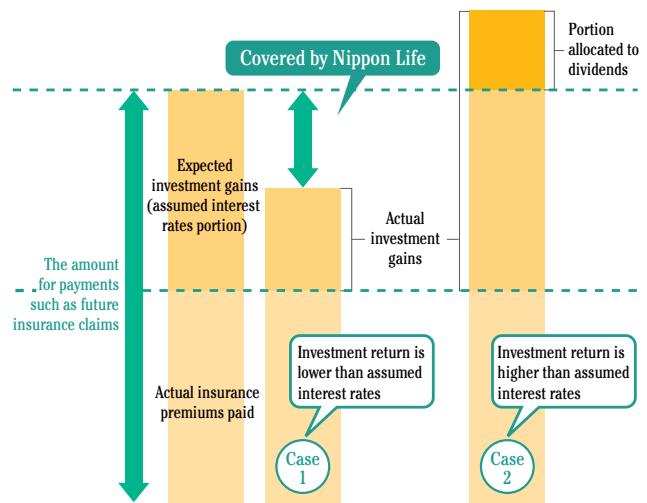 Portion
allocated to
dividends
Covered by Nippon Life
Expected
investment gains
(assumed interest
rates portion)
Actual
investment
gains
The amount
for payments
such as future
insurance claims
Actual insurance
premiums paid
Investment return is
lower than assumed
interest rates
Case
1
Investment return is
higher than assumed
interest rates
Case
2